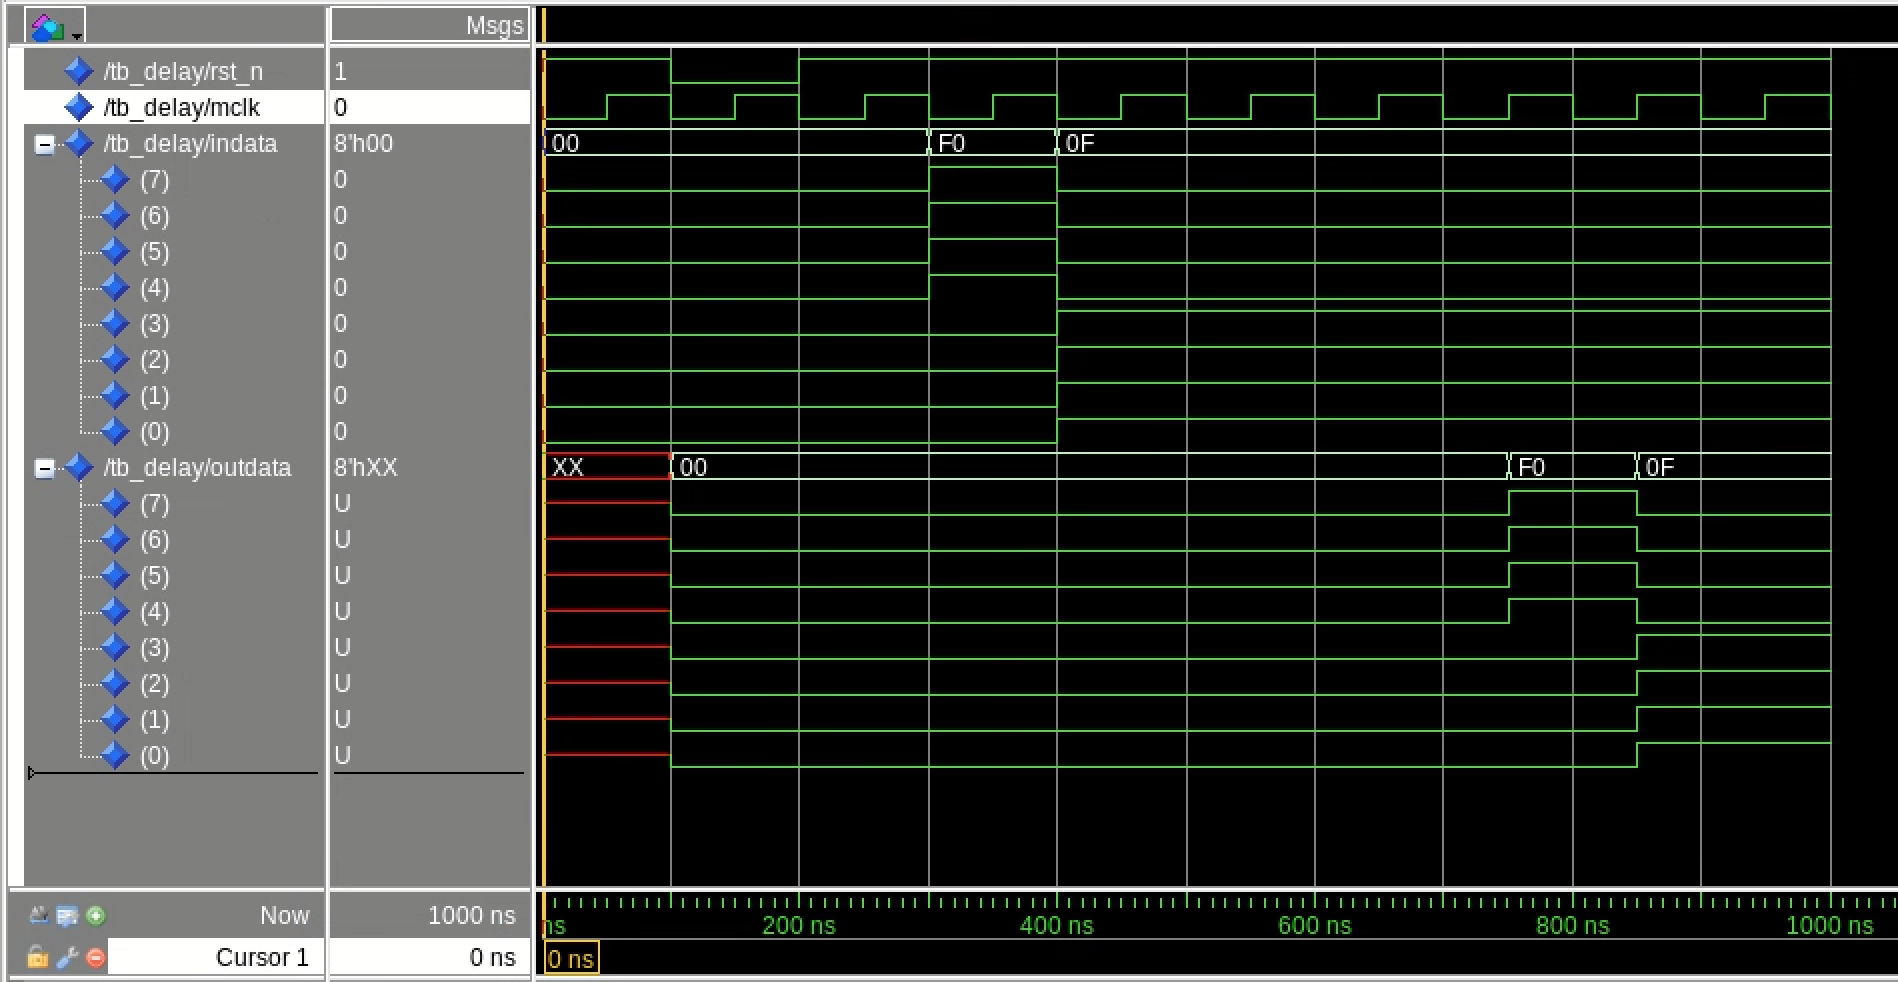 Msgs
/tb_delay/rst_n 1
/tb_delay/mclk 0
/tb_delay/indata 8'h00 00 F0 0F
(7) 0
(6) 0
(5) 0
(4) 0
(3) 0
(2) 0
(1) 0
(0) 0
/tb_delay/outdata 8'hXX XX 00 F0 0F
(7) U
(6) U
(5) U
(4) U
(3) U
(2) U
(1) U
(0) U
Now 1000 ns ns 200 ns 400 ns 600 ns 800 ns 1000 ns
Cursor 1 0 ns 0 ns